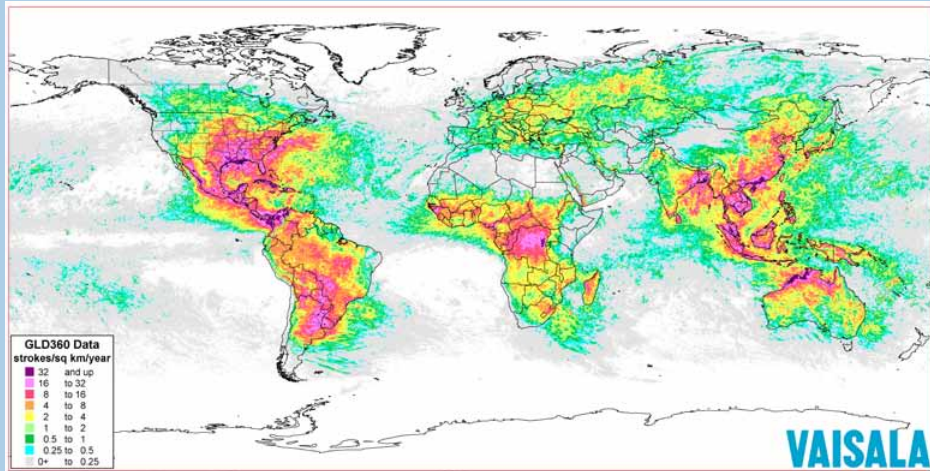 GLD360 Data
strokes/sq km/year
32 and up
16 to 32
8 to 16
4 to 8
2 to 4
1 to 2
0.5 to 1
0.25 to 0.5
0+ to 0.25
VAISALA